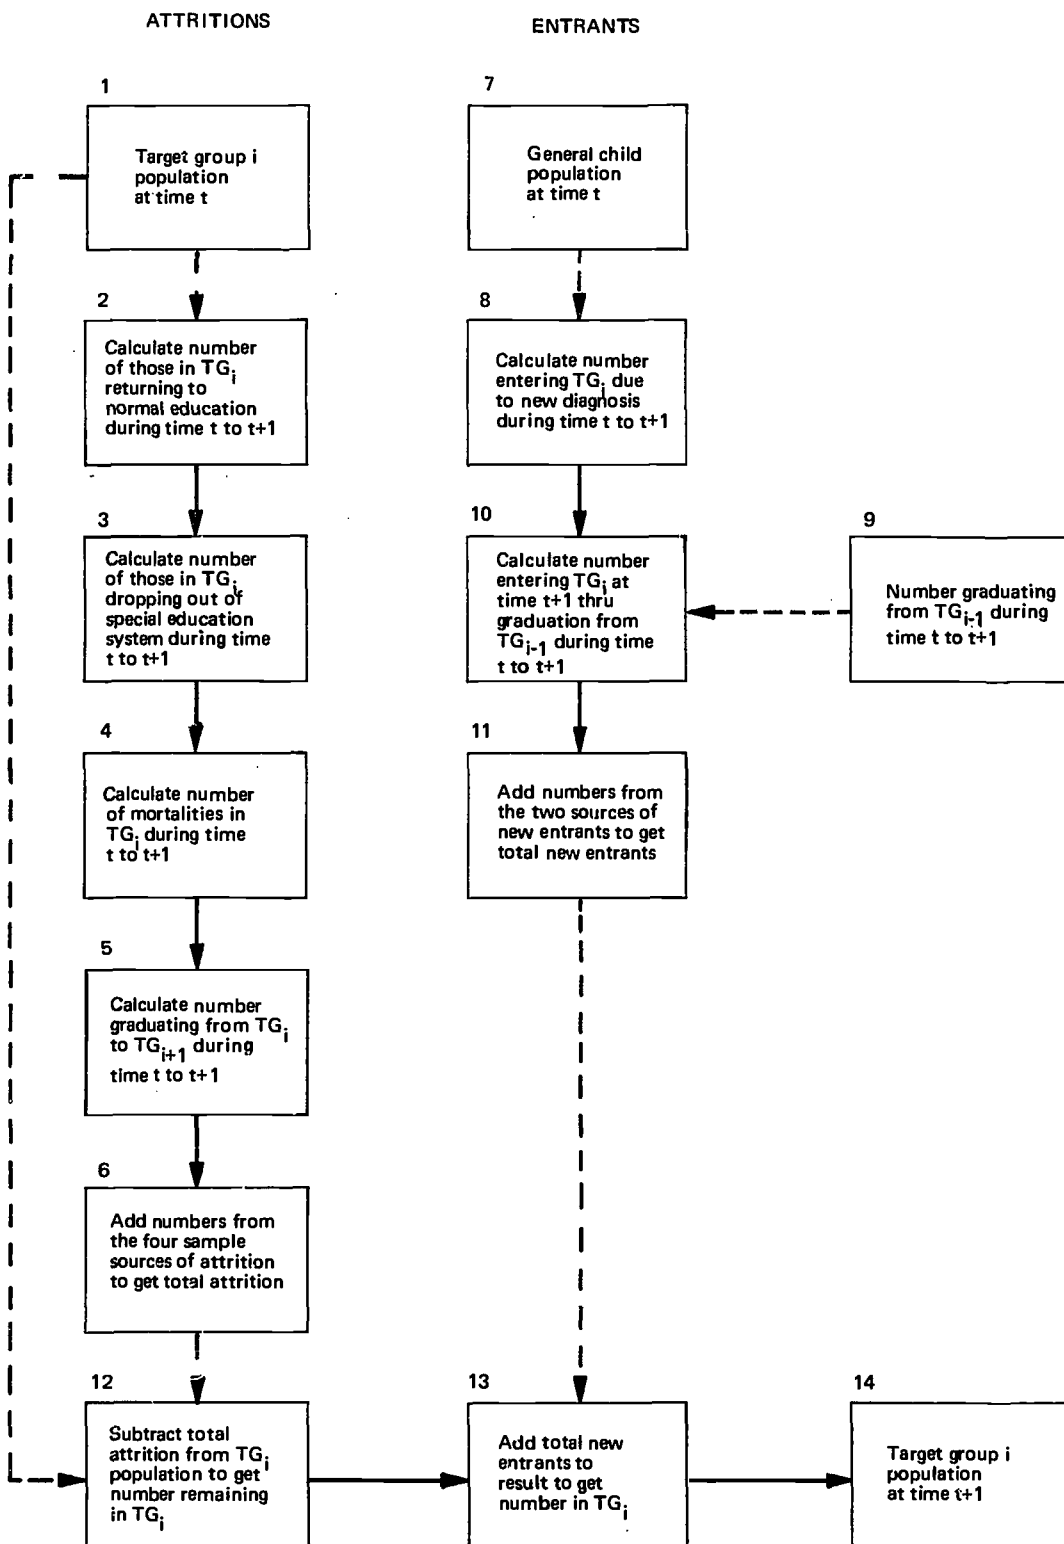 ATTRITIONS
ENTRANTS
1
Target group i
population
at time t
2
Calculate number
of those in TGi
returning to
normal education
during time t to t+1
3
Calculate number
of those in TGi
dropping out of
special education
system during time
t to t+1
4
Calculate number
of mortalities in
TGi during time
t to t+1
5
Calculate number
graduating from TGi
to TGi+1 during
time t to t+1
6
Add numbers from
the four sample
sources of attrition
to get total attrition
7
General child
population
at time t
8
Calculate number
entering TGi due
to new diagnosis
during time t to t+1
10
Calculate number
entering TGi at
time t+1 thru
graduation from
TGi-1 during time
t to t+1
9
Number graduating
from TGi-1 during
time t to t+1
11
Add numbers from
the two sources of
new entrants to get
total new entrants
12
Subtract total
attrition from TGi
population to get
number remaining
in TGi
13
Add total new
entrants to
result to get
number in TGi
14
Target group i
population
at time t+1